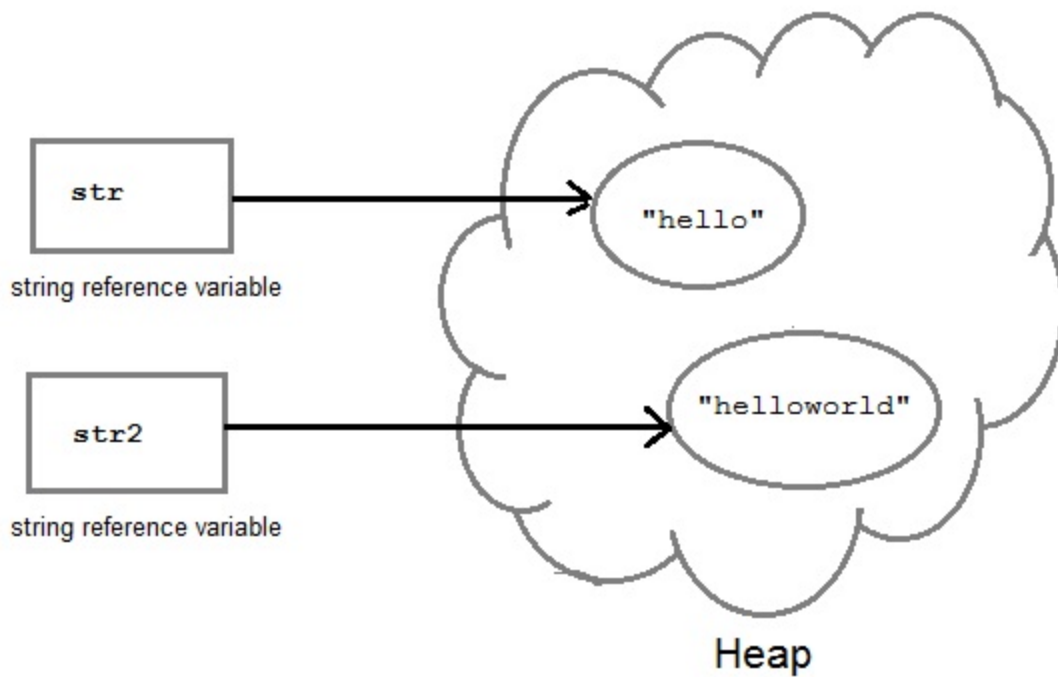 str
"hello"
string reference variable
"helloworld"
str2
string reference variable
Heap